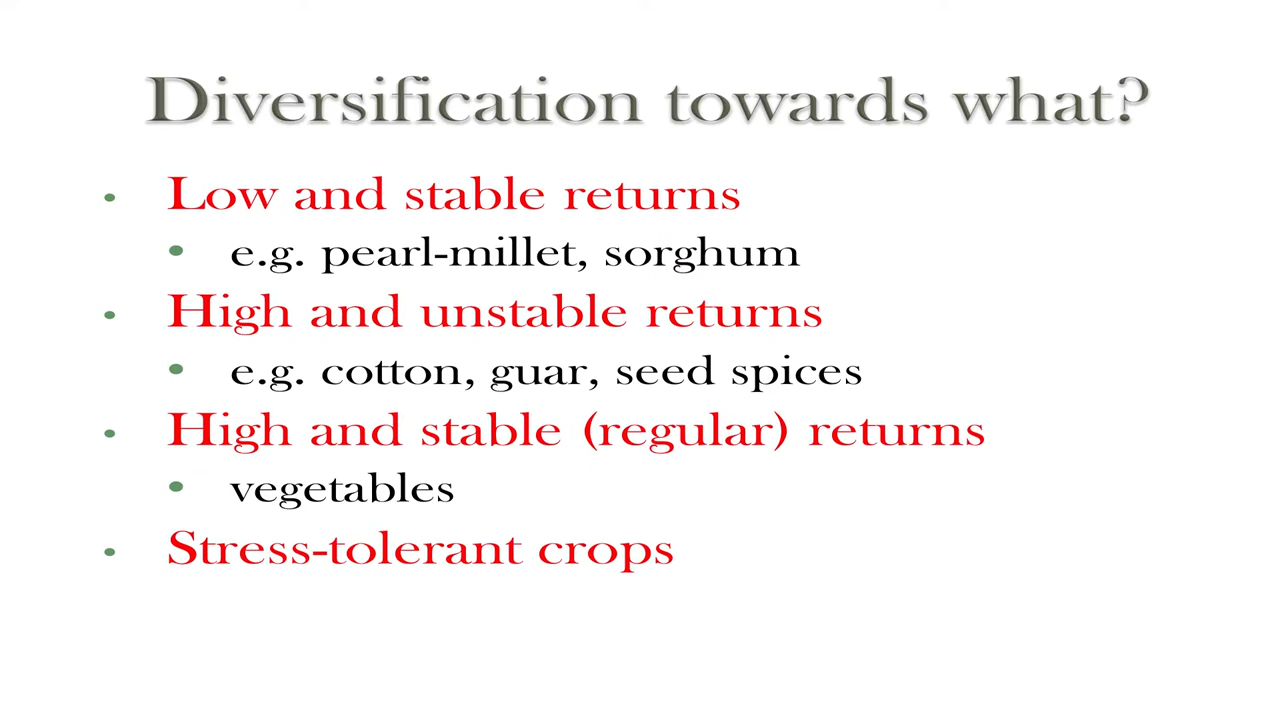 Diversification towards what?
• Low and stable returns
• e.g. pearl-millet, sorghum
• High and unstable returns
• e.g. cotton, guar, seed spices
• High and stable (regular) returns
• vegetables
• Stress-tolerant crops